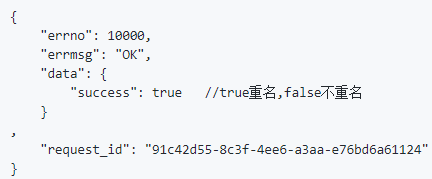 {
    "errno": 10000,
    "errmsg": "OK",
    "data": {
        "success": true   //true重名,false不重名
    }
,
    "request_id": "91c42d55-8c3f-4ee6-a3aa-e76bd6a61124"
}